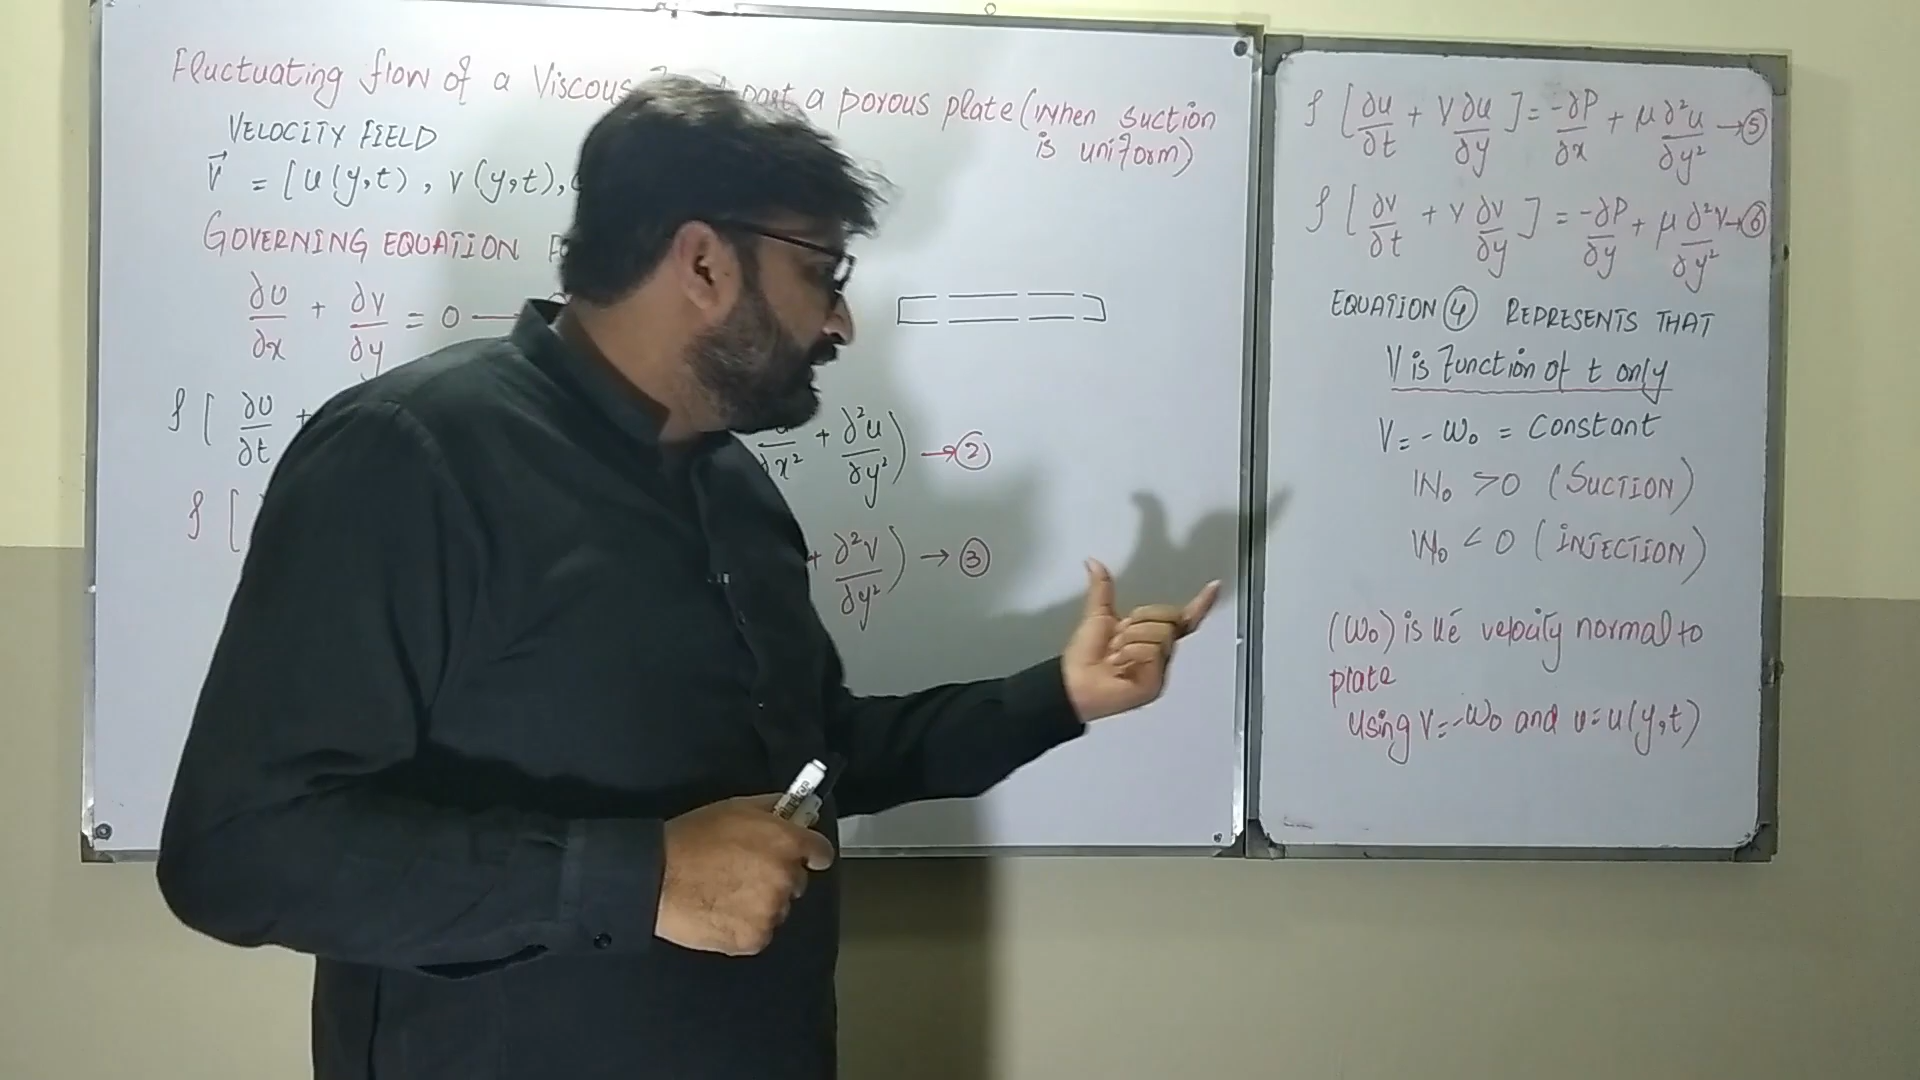 Fluctuating flow of a Viscous past a porous plate (when suction
is uniform)
VELOCITY FIELD
V⃗ = [u(y,t), v(y,t),
GOVERNING EQUATION
∂u/∂x + ∂v/∂y = 0
ρ [ ∂u/∂t + ∂x² + ∂²u/∂y² ) → ②
ρ [ + ∂²v/∂y² ) → ③
ρ [ ∂u/∂t + V ∂u/∂y ] = -∂P/∂x + μ ∂²u/∂y² → ⑤
ρ [ ∂v/∂t + v ∂v/∂y ] = -∂P/∂y + μ ∂²v/∂y² → ⑥
EQUATION ④ REPRESENTS THAT
V is Function of t only
V = -W₀ = Constant
W₀ > 0 (SUCTION)
W₀ < 0 (INJECTION)
(W₀) is velocity normal to
plate
using V = -W₀ and u = u(y,t)